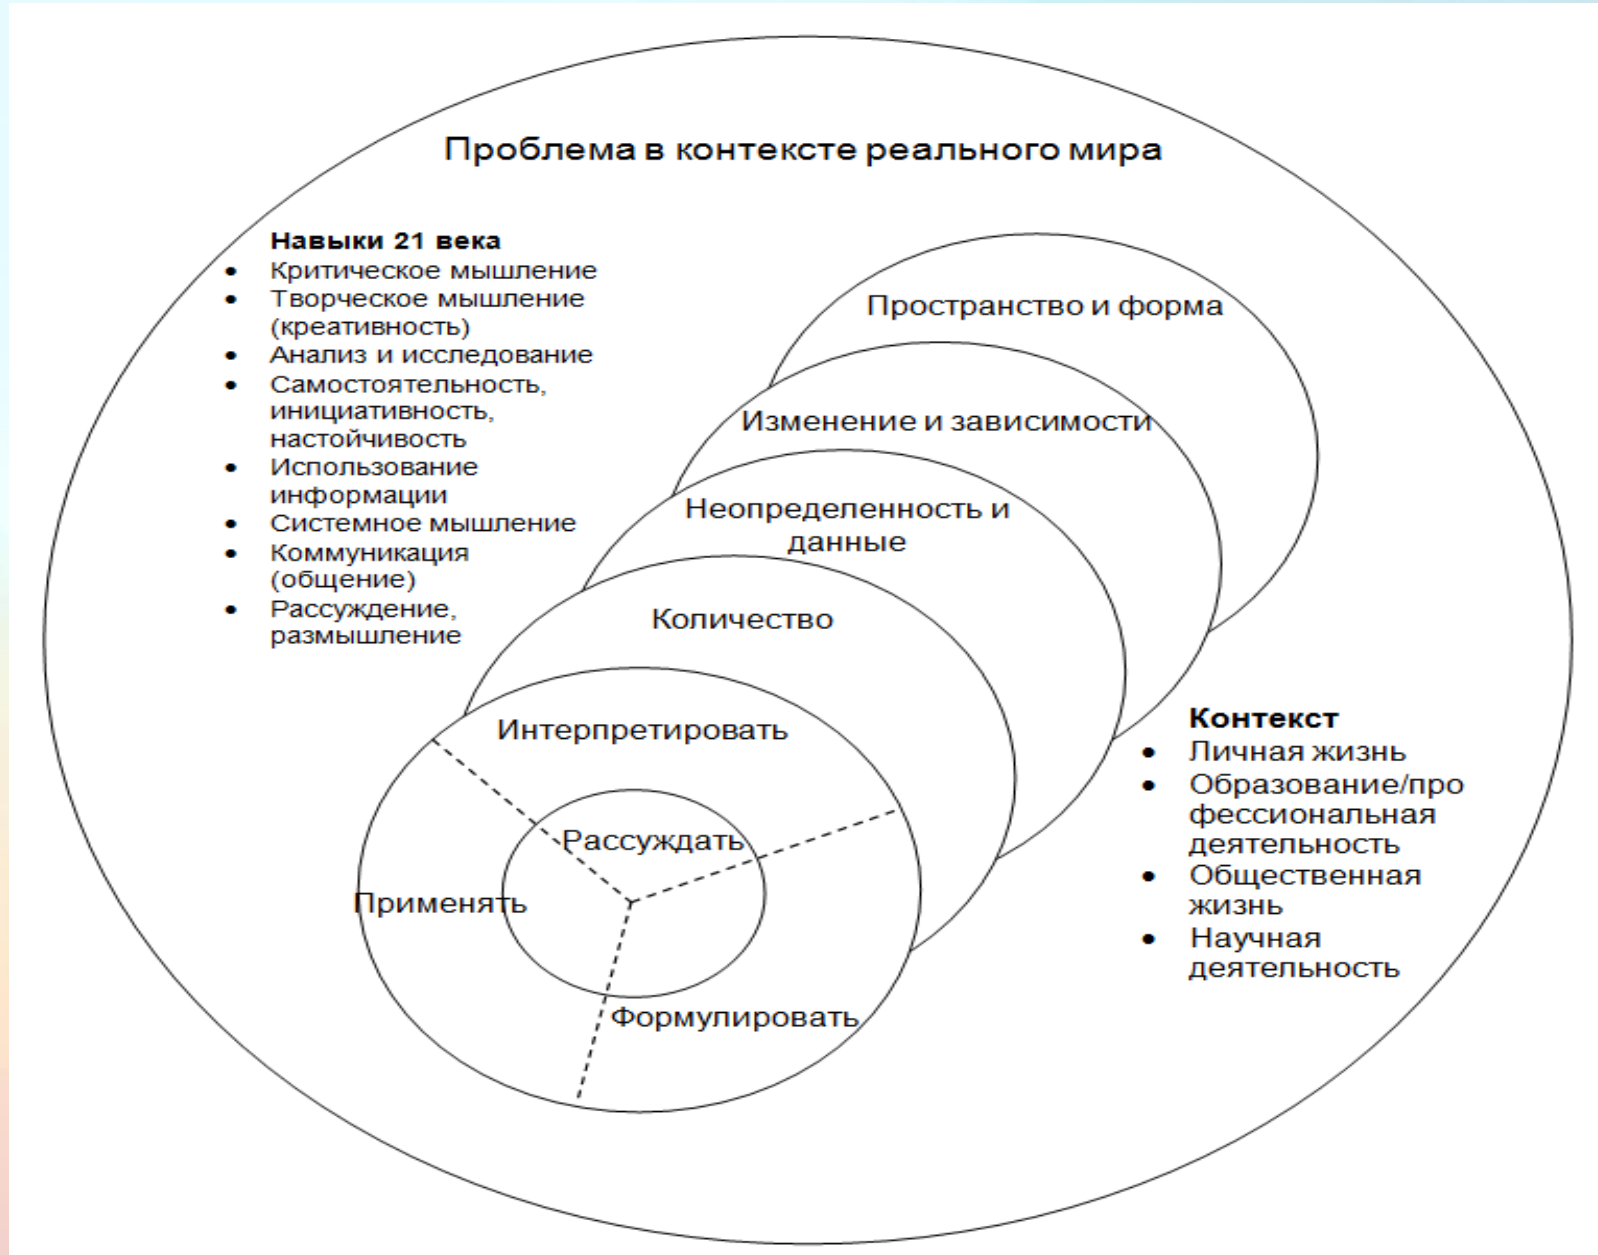 Проблема в контексте реального мира
Навыки 21 века
• Критическое мышление
• Творческое мышление
(креативность)
• Анализ и исследование
• Самостоятельность,
инициативность,
настойчивость
• Использование
информации
• Системное мышление
• Коммуникация
(общение)
• Рассуждение,
размышление
Пространство и форма
Изменение и зависимости
Неопределенность и
данные
Количество
Интерпретировать
Рассуждать
Применять
Формулировать
Контекст
• Личная жизнь
• Образование/про
фессиональная
деятельность
• Общественная
жизнь
• Научная
деятельность